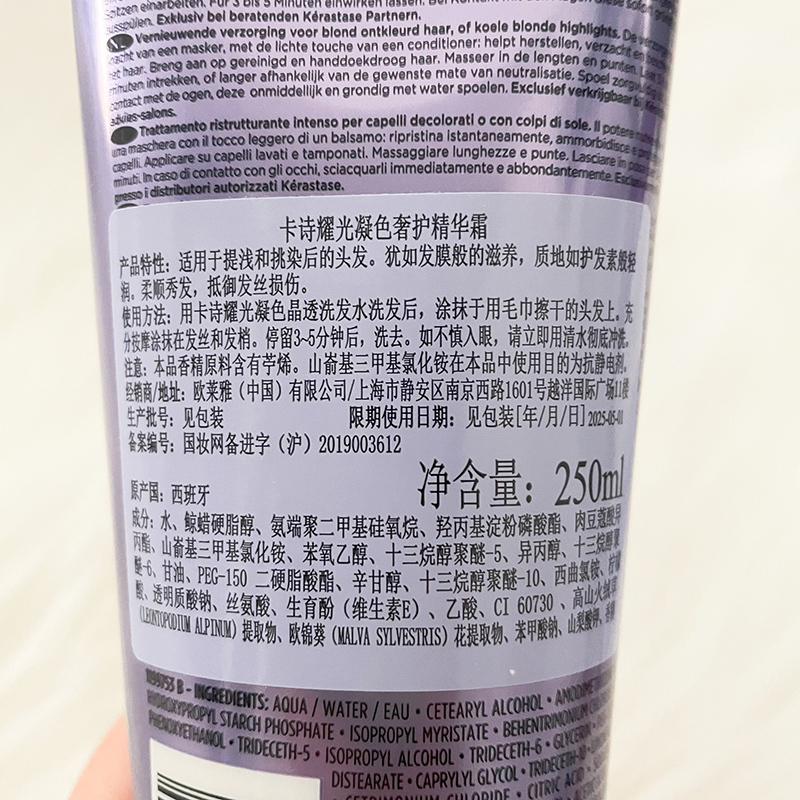 einarbeiten. Für 3 bis 5 Minuten einwirken lassen. Bei Kontakt mit den Augen diese sofort
ausspülen. Exklusiv bei beratenden Kérastase Partnern.
NL Vernieuwende verzorging voor blond ontkleurd haar, of koele blonde highlights. De verzorgende
kracht van een masker, met de lichte touche van een conditioner: helpt herstellen, verzacht en
het haar. Breng aan op gereinigd en handdoekdroog haar. Masseer in de lengten en punten. Laat
minuten intrekken, of langer afhankelijk van de gewenste mate van neutralisatie. Spoel zorgvuldig
contact met de ogen, deze onmiddellijk en grondig met water spoelen. Exclusief verkrijgbaar bij
advies-salons.
Trattamento ristrutturante intenso per capelli decolorati o con colpi di sole. Il potere
una maschera con il tocco leggero di un balsamo: ripristina istantaneamente, ammorbidisce e
capelli. Applicare su capelli lavati e tamponati. Massaggiare lunghezze e punte. Lasciare in posa
minuti. In caso di contatto con gli occhi, sciacquarli immediatamente e abbondantemente.
presso i distributori autorizzati Kérastase.
卡诗耀光凝色奢护精华霜
产品特性：适用于提浅和挑染后的头发。犹如发膜般的滋养，质地如护发素般轻
润。柔顺秀发，抵御发丝损伤。
使用方法：用卡诗耀光凝色晶透洗发水洗发后，涂抹于用毛巾擦干的头发上。充
分按摩涂抹在发丝和发梢。停留3~5分钟后，洗去。如不慎入眼，请立即用清水彻底冲洗。
注意：本品香精原料含有苧烯。山嵛基三甲基氯化铵在本品中使用目的为抗静电剂。
经销商/地址：欧莱雅（中国）有限公司/上海市静安区南京西路1601号越洋国际广场11楼
生产批号：见包装 限期使用日期：见包装[年/月/日] 2025-05-01
备案编号：国妆网备进字（沪）2019003612
净含量：250ml
原产国：西班牙
成分：水、鲸蜡硬脂醇、氨端聚二甲基硅氧烷、羟丙基淀粉磷酸酯、肉豆蔻酸异
丙酯、山嵛基三甲基氯化铵、苯氧乙醇、十三烷醇聚醚-5、异丙醇、十三烷醇聚
醚-6、甘油、PEG-150 二硬脂酸酯、辛甘醇、十三烷醇聚醚-10、西曲氯铵、柠檬
酸、透明质酸钠、丝氨酸、生育酚（维生素E）、乙酸、CI 60730 、高山火绒草
(LEONTOPODIUM ALPINUM) 提取物、欧锦葵 (MALVA SYLVESTRIS) 花提取物、苯甲酸钠、山梨酸钾、香精
B - INGREDIENTS: AQUA / WATER / EAU • CETEARYL ALCOHOL •
HYDROXYPROPYL STARCH PHOSPHATE • ISOPROPYL MYRISTATE • BEHENTRIMONIUM
PHENOXYETHANOL • TRIDECETH-5 • ISOPROPYL ALCOHOL • TRIDECETH-6 • GLYCERIN •
DISTEARATE • CAPRYLYL GLYCOL • TRIDECETH-10 •
CETRIMONIUM CHLORIDE • CITRIC ACID •